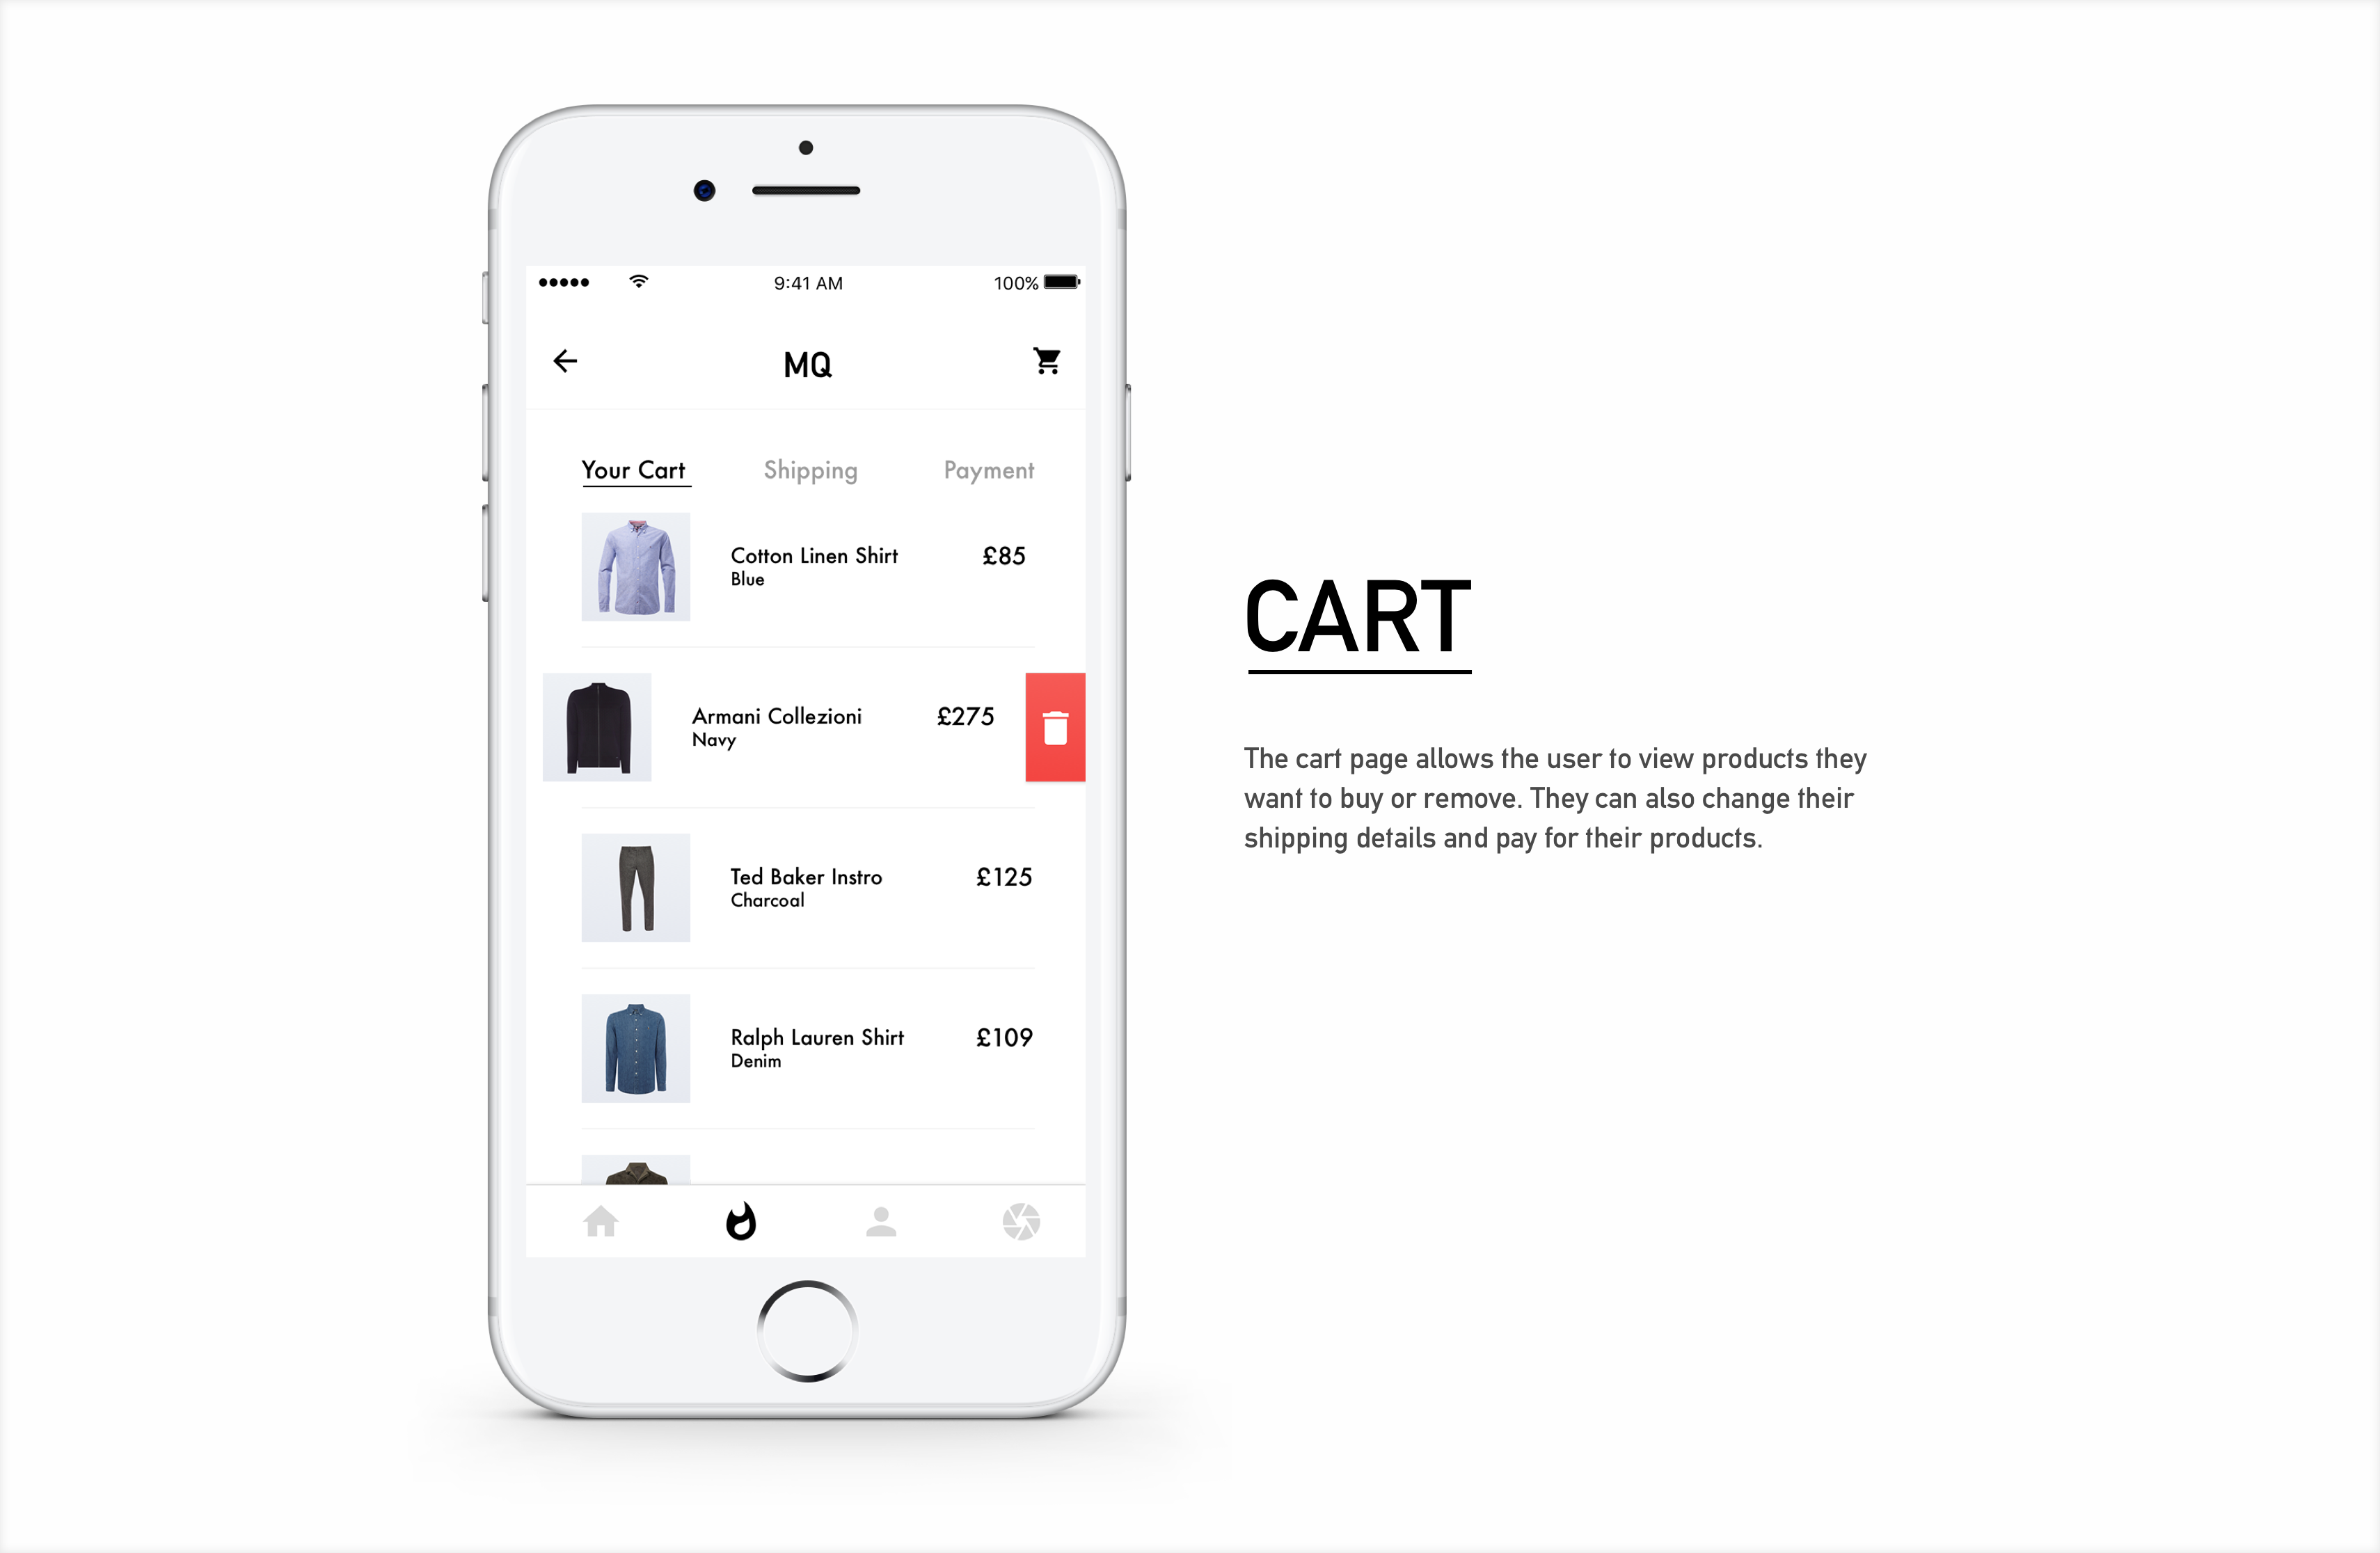 9:41 AM
100%
MQ
Your Cart
Shipping
Payment
Cotton Linen Shirt
£85
Blue
Armani Collezioni
£275
Navy
Ted Baker Instro
£125
Charcoal
Ralph Lauren Shirt
£109
Denim
CART
The cart page allows the user to view products they
want to buy or remove. They can also change their
shipping details and pay for their products.